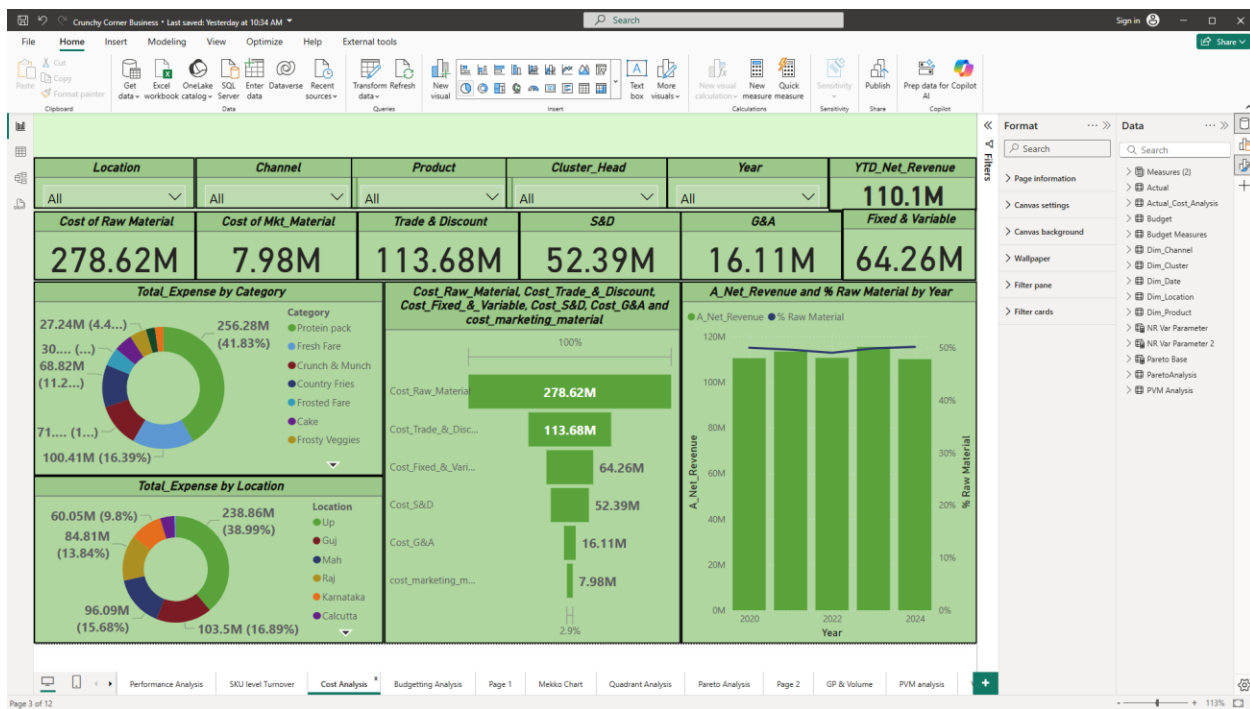 Crunchy Corner Business • Last saved: Yesterday at 10:34 AM
Search
Sign in
File Home Insert Modeling View Optimize Help External tools
Share
Paste
Cut
Copy
Format painter
Clipboard
Get data
Excel workbook
OneLake catalog
SQL Server
Enter data
Dataverse
Recent sources
Data
Transform data
Refresh
Queries
New visual
Text box
More visuals
Insert
New visual calculation
New measure
Quick measure
Calculations
Sensitivity
Sensitivity
Publish
Share
Prep data for AI
Copilot
Copilot
Location
All
Channel
All
Product
All
Cluster_Head
All
Year
All
YTD_Net_Revenue
110.1M
Cost of Raw Material
278.62M
Cost of Mkt_Material
7.98M
Trade & Discount
113.68M
S&D
52.39M
G&A
16.11M
Fixed & Variable
64.26M
Total_Expense by Category
27.24M (4.4...)
30.... (...)
68.82M
(11.2...)
71.... (1...)
100.41M (16.39%)
256.28M
(41.83%)
Category
Protein pack
Fresh Fare
Crunch & Munch
Country Fries
Frosted Fare
Cake
Frosty Veggies
Total_Expense by Location
60.05M (9.8%)
84.81M
(13.84%)
96.09M
(15.68%)
103.5M (16.89%)
238.86M
(38.99%)
Location
Up
Guj
Mah
Raj
Karnataka
Calcutta
Cost_Raw_Material, Cost_Trade_&_Discount,
Cost_Fixed_&_Variable, Cost_S&D, Cost_G&A and
cost_marketing_material
100%
Cost_Raw_Material
278.62M
Cost_Trade_&_Disc...
113.68M
Cost_Fixed_&_Vari...
64.26M
Cost_S&D
52.39M
Cost_G&A
16.11M
cost_marketing_m...
7.98M
2.9%
A_Net_Revenue and % Raw Material by Year
A_Net_Revenue % Raw Material
120M
100M
80M
60M
40M
20M
0M
A_Net_Revenue
50%
40%
30%
20%
10%
0%
% Raw Material
2020 2022 2024
Year
Filters
Format
Search
Page information
Canvas settings
Canvas background
Wallpaper
Filter pane
Filter cards
Data
Search
Measures (2)
Actual
Actual_Cost_Analysis
Budget
Budget Measures
Dim_Channel
Dim_Cluster
Dim_Date
Dim_Location
Dim_Product
NR Var Parameter
NR Var Parameter 2
Pareto Base
ParetoAnalysis
PVM Analysis
Performance Analysis
SKU level Turnover
Cost Analysis
Budgetting Analysis
Page 1
Mekko Chart
Quadrant Analysis
Pareto Analysis
Page 2
GP & Volume
PVM analysis
Page 3 of 12
113%